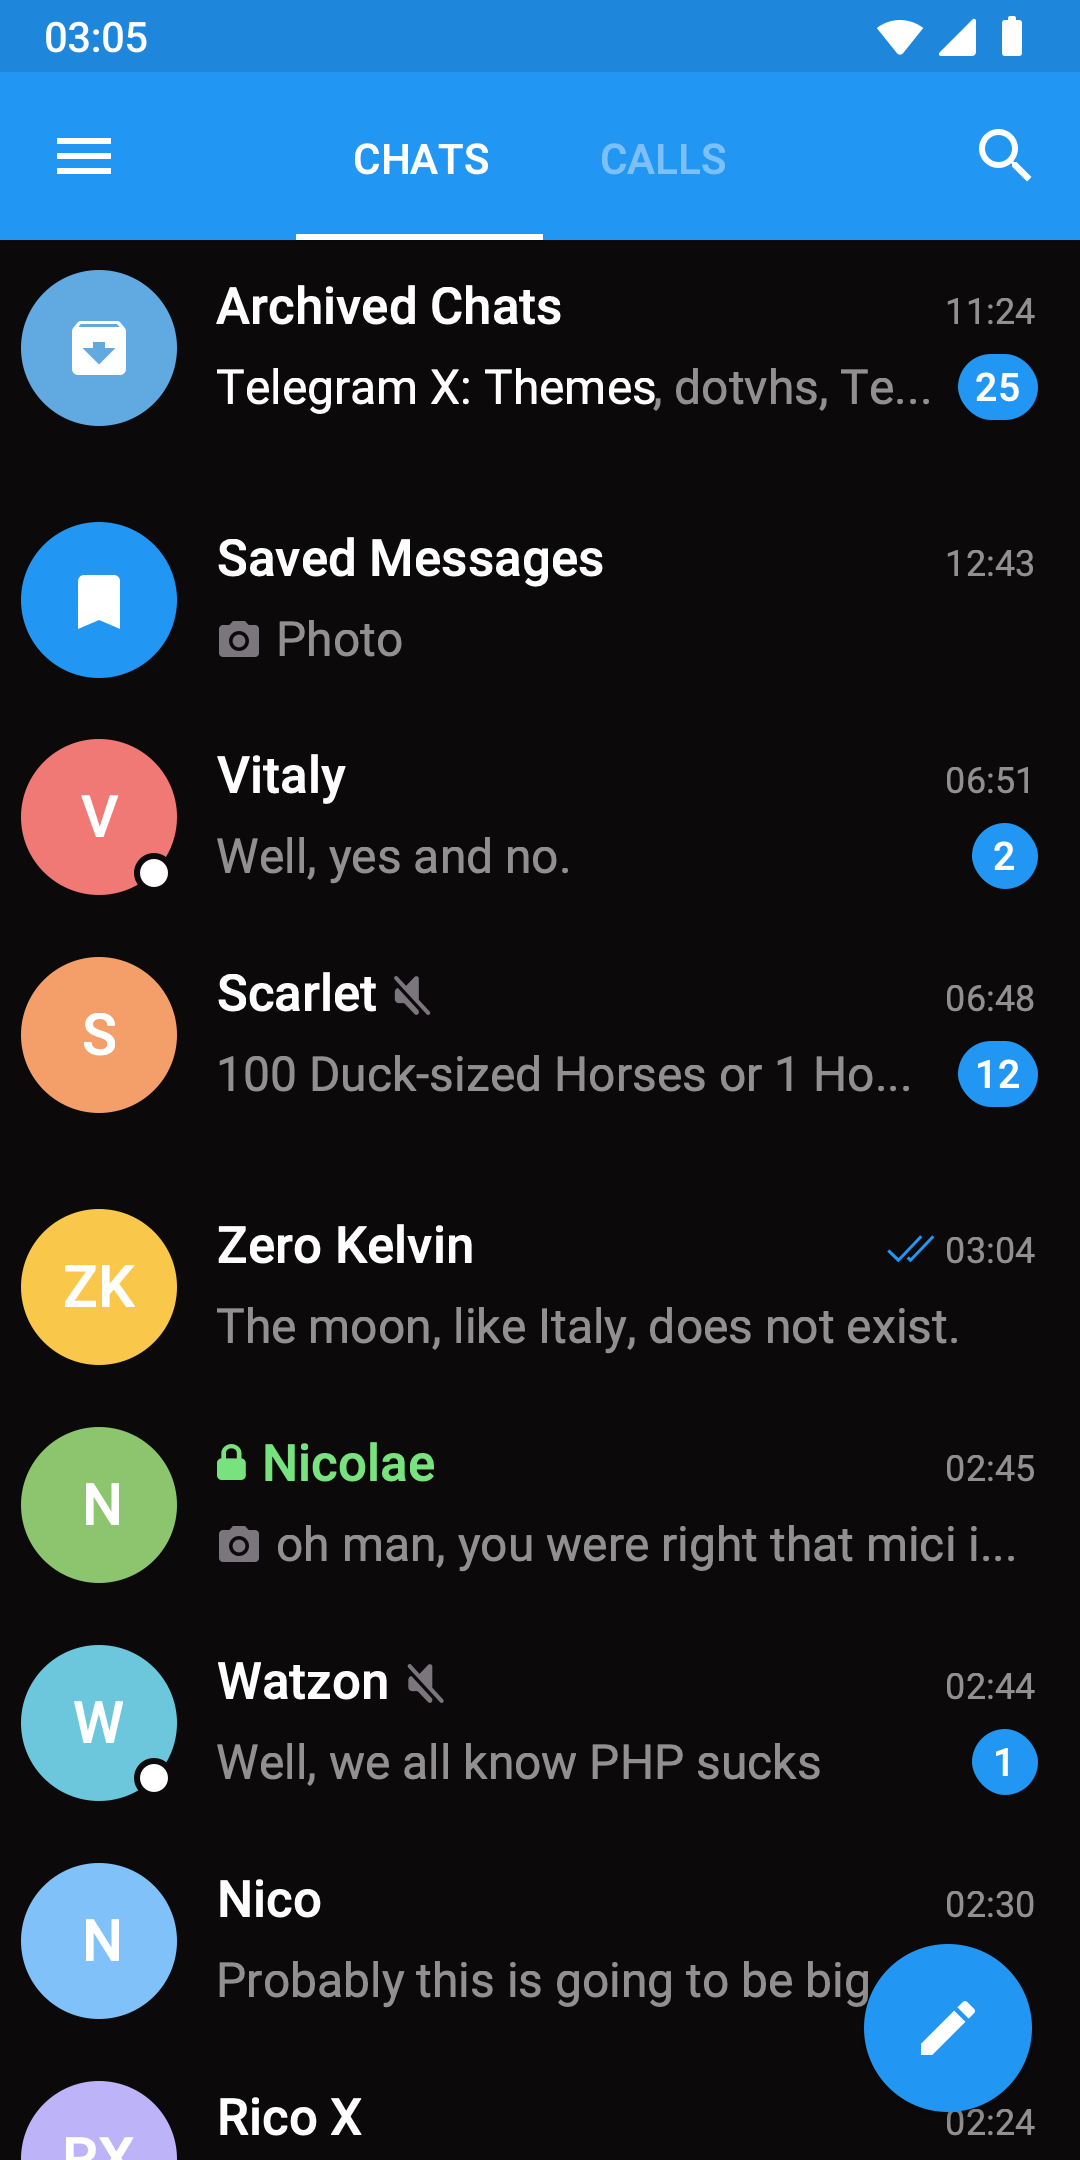 03:05
CHATS CALLS
Archived Chats 11:24
Telegram X: Themes, dotvhs, Te... 25
Saved Messages 12:43
Photo
V
Vitaly 06:51
Well, yes and no. 2
S
Scarlet 06:48
100 Duck-sized Horses or 1 Ho... 12
ZK
Zero Kelvin 03:04
The moon, like Italy, does not exist.
N
Nicolae 02:45
oh man, you were right that mici i...
W
Watzon 02:44
Well, we all know PHP sucks 1
N
Nico 02:30
Probably this is going to be big
RX
Rico X 02:24